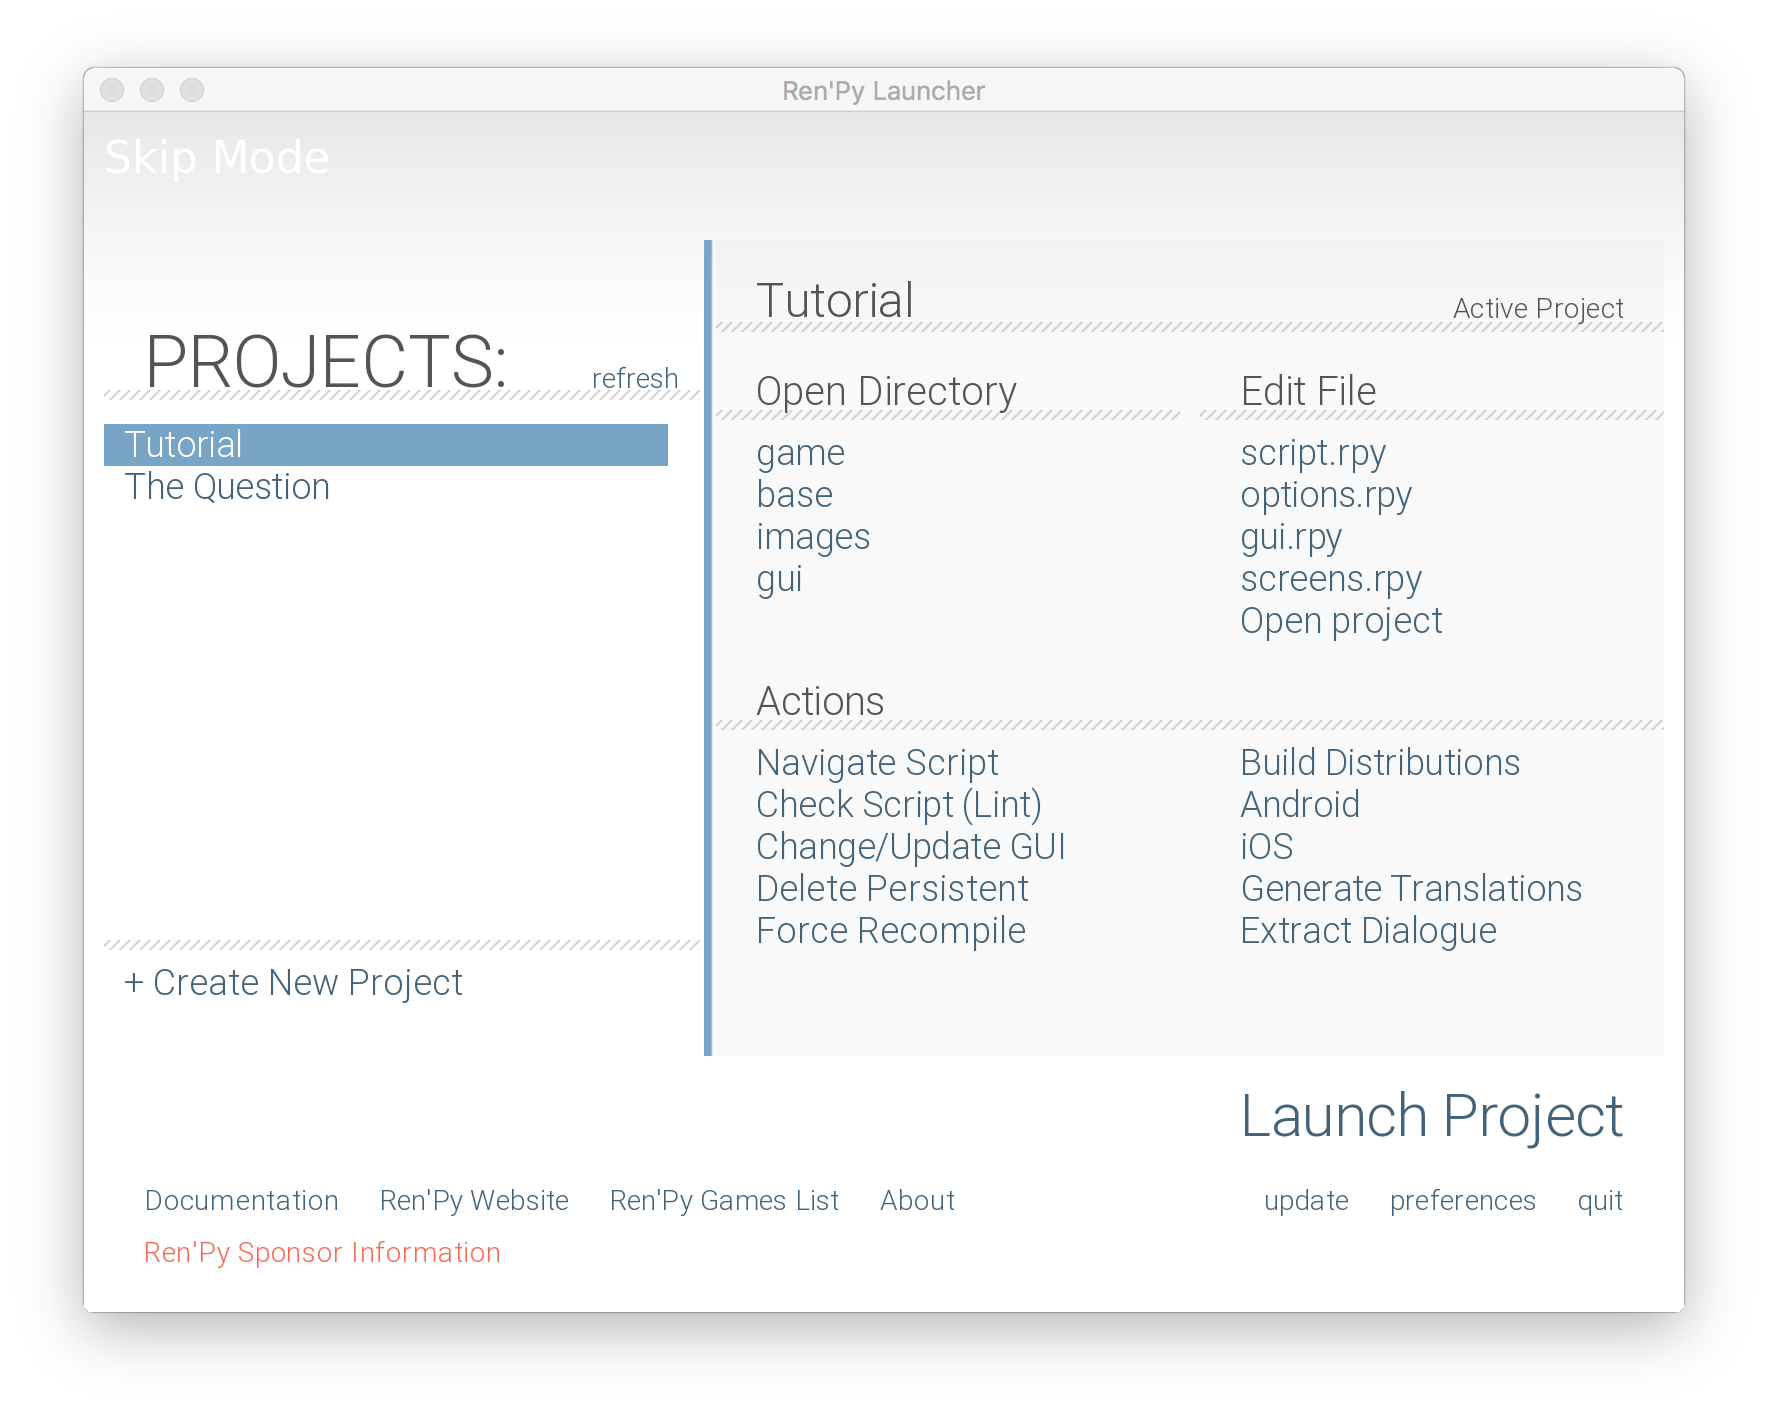 Ren'Py Launcher
Skip Mode
PROJECTS:
refresh
Tutorial
The Question
+ Create New Project
Tutorial
Active Project
Open Directory
game
base
images
gui
Edit File
script.rpy
options.rpy
gui.rpy
screens.rpy
Open project
Actions
Navigate Script
Check Script (Lint)
Change/Update GUI
Delete Persistent
Force Recompile
Build Distributions
Android
iOS
Generate Translations
Extract Dialogue
Launch Project
Documentation
Ren'Py Website
Ren'Py Games List
About
update
preferences
quit
Ren'Py Sponsor Information